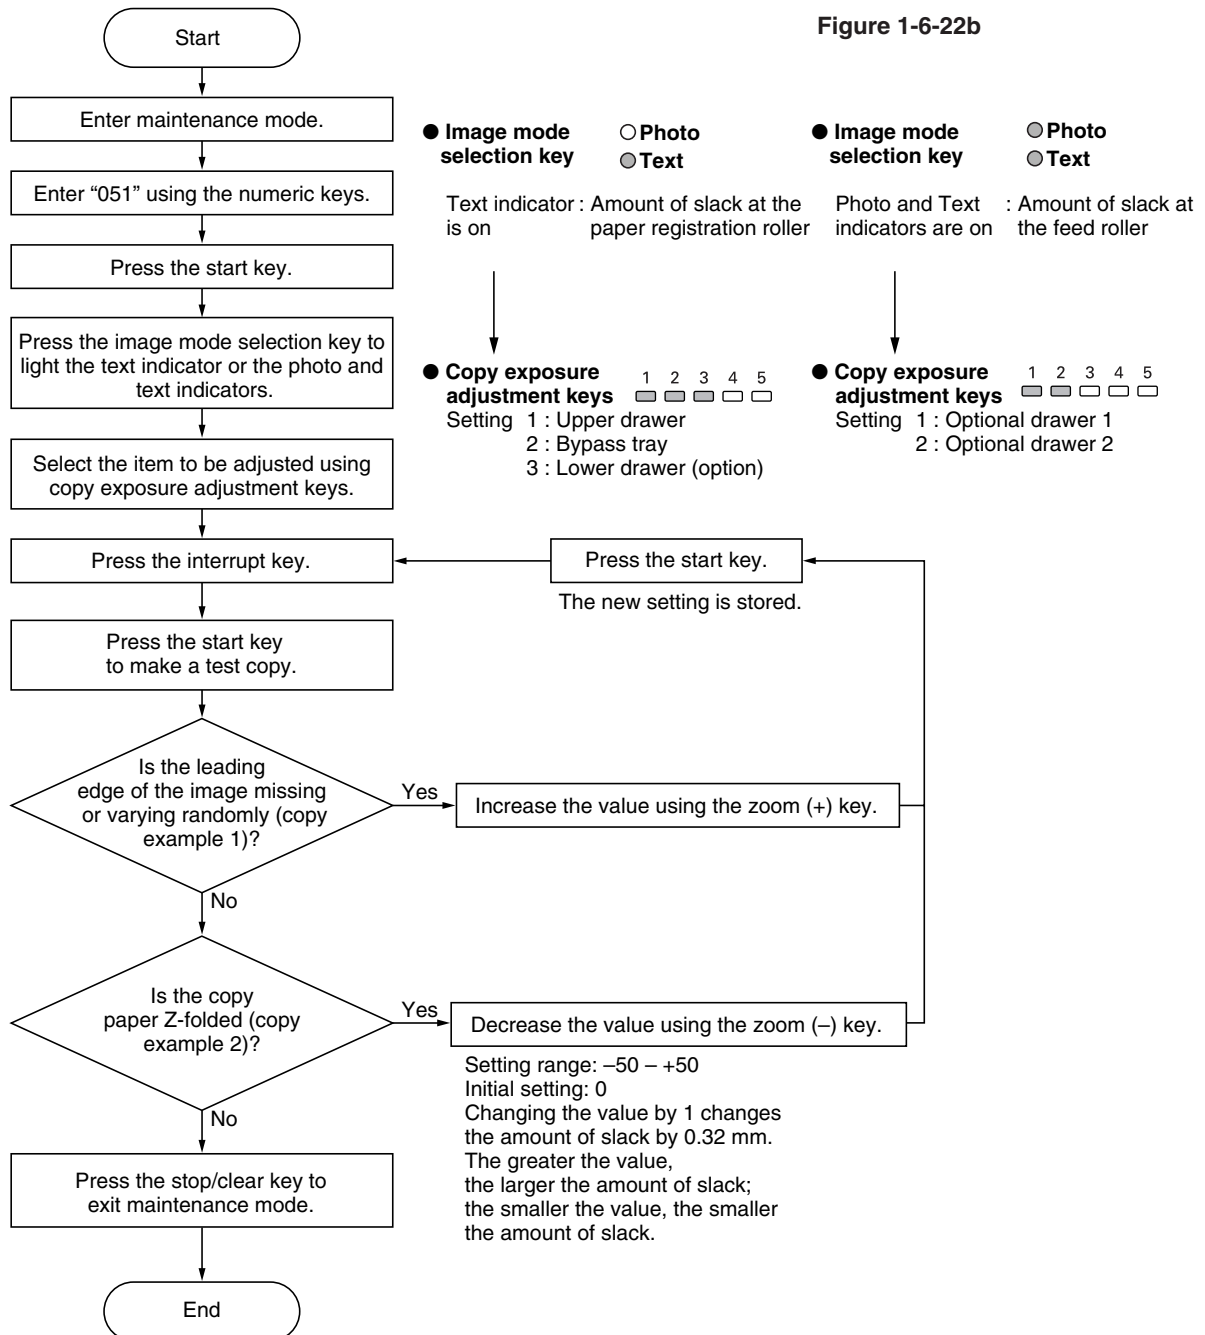 Figure 1-6-22b
Start
Enter maintenance mode.
Enter “051” using the numeric keys.
Press the start key.
Press the image mode selection key to
light the text indicator or the photo and
text indicators.
Select the item to be adjusted using
copy exposure adjustment keys.
Press the interrupt key.
Press the start key
to make a test copy.
Is the leading
edge of the image missing
or varying randomly (copy
example 1)?
Yes
Increase the value using the zoom (+) key.
No
Is the copy
paper Z-folded (copy
example 2)?
Yes
Decrease the value using the zoom (–) key.
Setting range: –50 – +50
Initial setting: 0
Changing the value by 1 changes
the amount of slack by 0.32 mm.
The greater the value,
the larger the amount of slack;
the smaller the value, the smaller
the amount of slack.
No
Press the stop/clear key to
exit maintenance mode.
End
Press the start key.
The new setting is stored.
● Image mode
selection key
Photo
Text
Text indicator : Amount of slack at the
is on paper registration roller
● Copy exposure
adjustment keys
1 2 3 4 5
Setting 1 : Upper drawer
2 : Bypass tray
3 : Lower drawer (option)
● Image mode
selection key
Photo
Text
Photo and Text : Amount of slack at
indicators are on the feed roller
● Copy exposure
adjustment keys
1 2 3 4 5
Setting 1 : Optional drawer 1
2 : Optional drawer 2